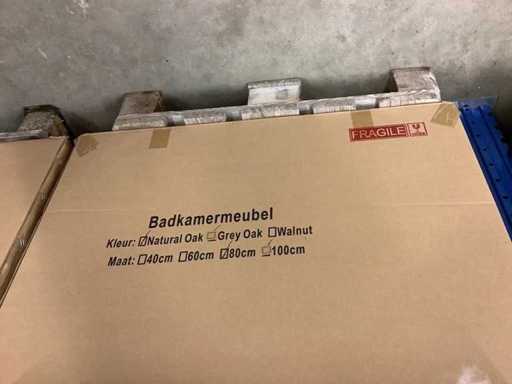 FRAGILE
Badkamermeubel
Kleur: ☑Natural Oak ☐Grey Oak ☐Walnut
Maat: ☐40cm ☐60cm ☑80cm ☐100cm